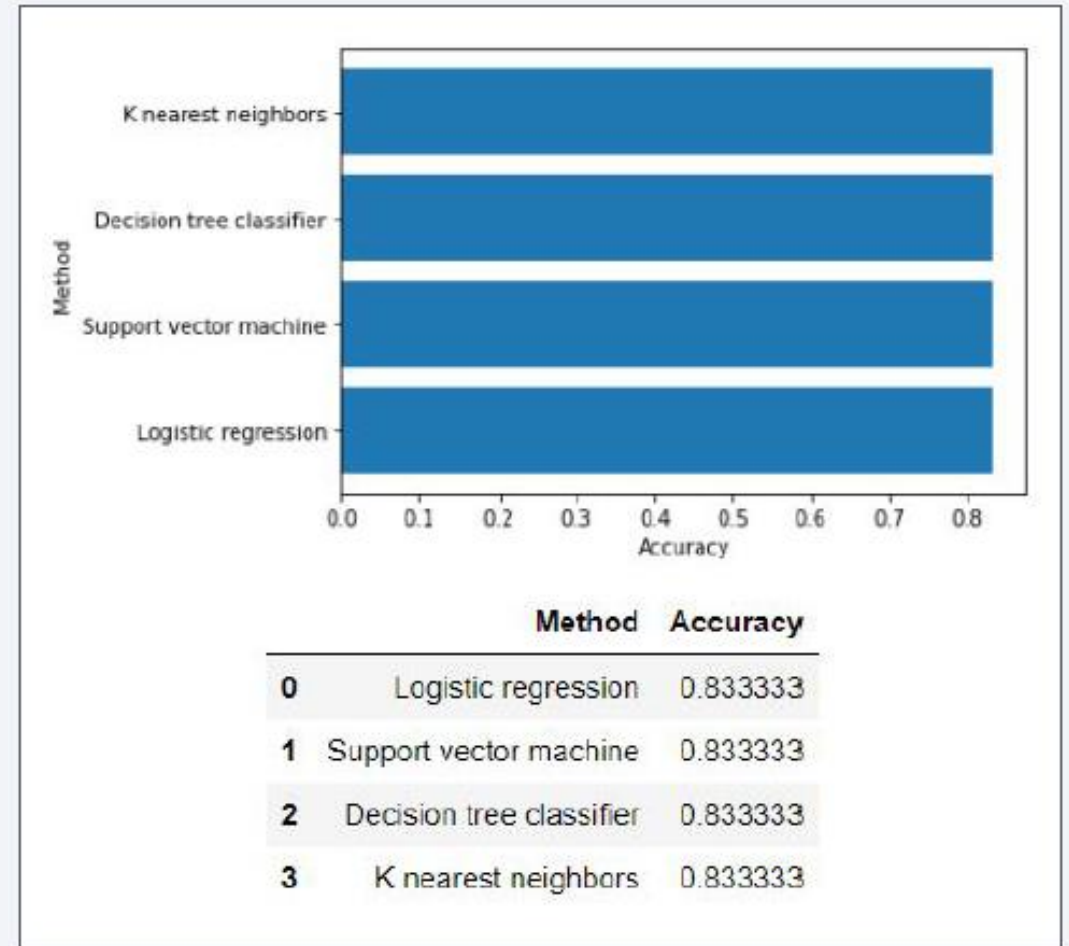 K nearest neighbors
Decision tree classifier
Method
Support vector machine
Logistic regression
0.0 0.1 0.2 0.3 0.4 0.5 0.6 0.7 0.8
Accuracy
Method Accuracy
0 Logistic regression 0.833333
1 Support vector machine 0.833333
2 Decision tree classifier 0.833333
3 K nearest neighbors 0.833333